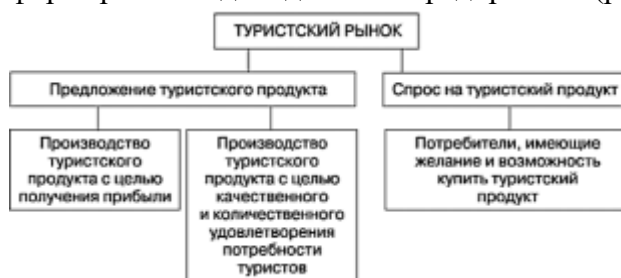 ТУРИСТСКИЙ РЫНОК
Предложение туристского продукта
Спрос на туристский продукт
Производство
туристского
продукта с целью
получения прибыли
Производство
туристского
продукта с целью
качественного
и количественного
удовлетворения
потребности
туристов
Потребители, имеющие
желание и возможность
купить туристский
продукт